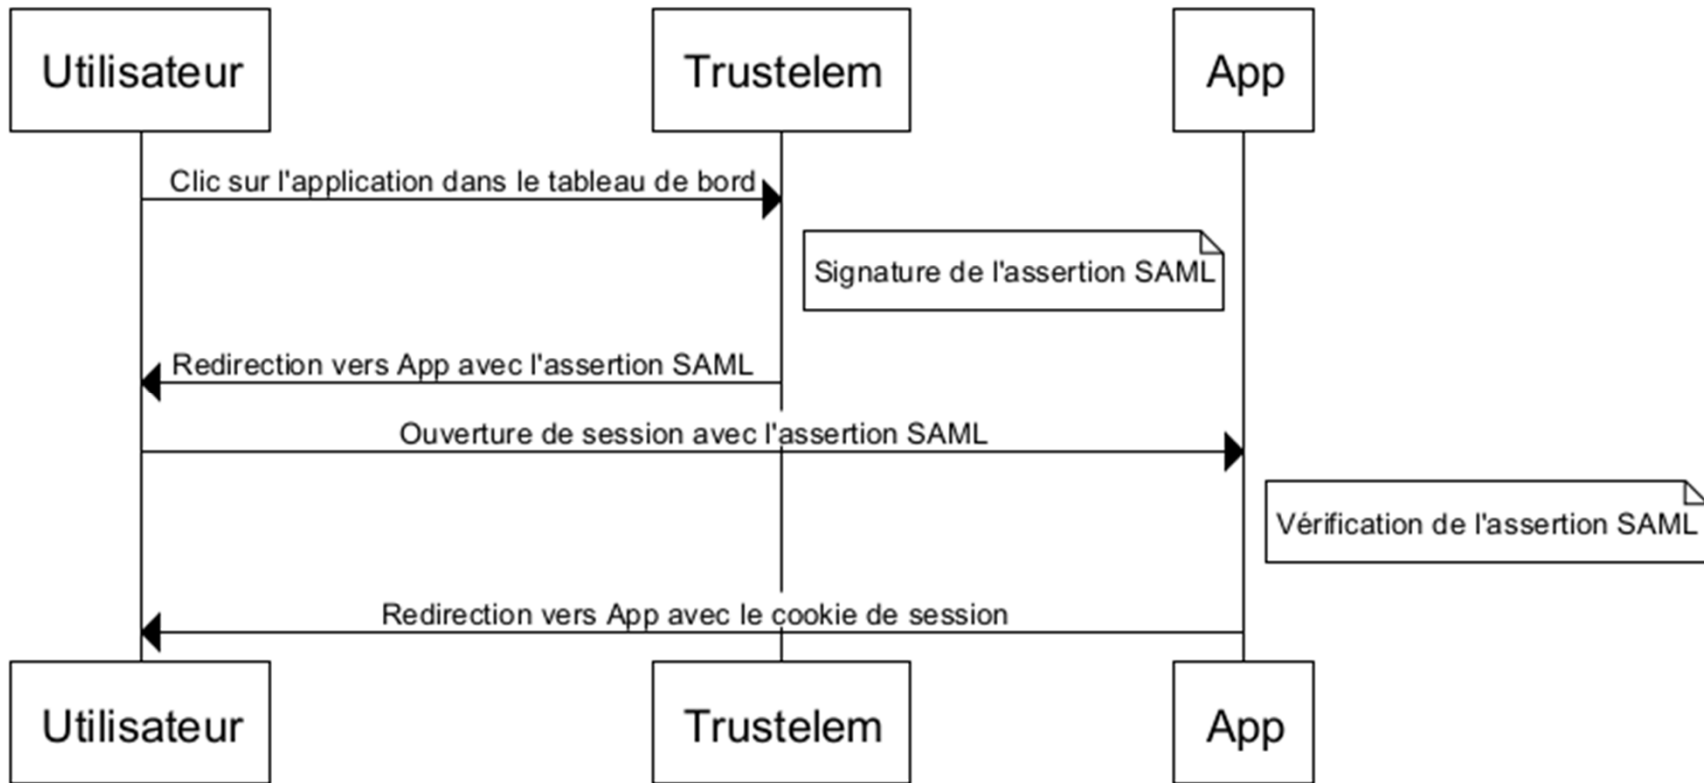 Utilisateur
Trustelem
App
Clic sur l'application dans le tableau de bord
Signature de l'assertion SAML
Redirection vers App avec l'assertion SAML
Ouverture de session avec l'assertion SAML
Vérification de l'assertion SAML
Redirection vers App avec le cookie de session
Utilisateur
Trustelem
App